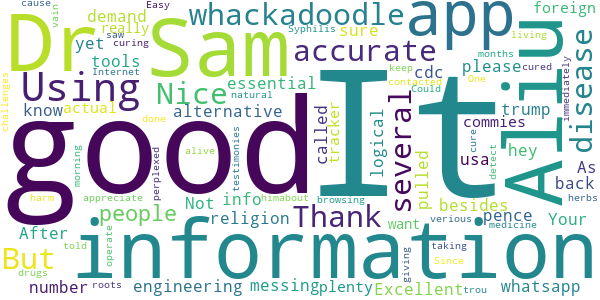 good
It
information
Dr Sam
Aliu
app
Using
But
Nice
Thank
people
several
accurate
whackadoodle
disease
Easy
vain
cause
saw
Syphilis
demand
really
yet
curing
Internet
tools
essential
know
actual
months
cured
One
contacted
Could
sure
please
cdc
living
keep
natural
foreign
alternative
tracker
called
logical
usa
trump
commies
hey
As
back
immediately
detect
cure
herbs
challenges
morning
perplexed
done
alive
testimonies
pulled
besides
pence
Your
harm
appreciate
himabout
Not
info
religion
want
After
told
operate
browsing
verious
medicine
number
engineering
messing
plenty
Excellent
whatsapp
drugs
roots
giving
taking
Since
trou